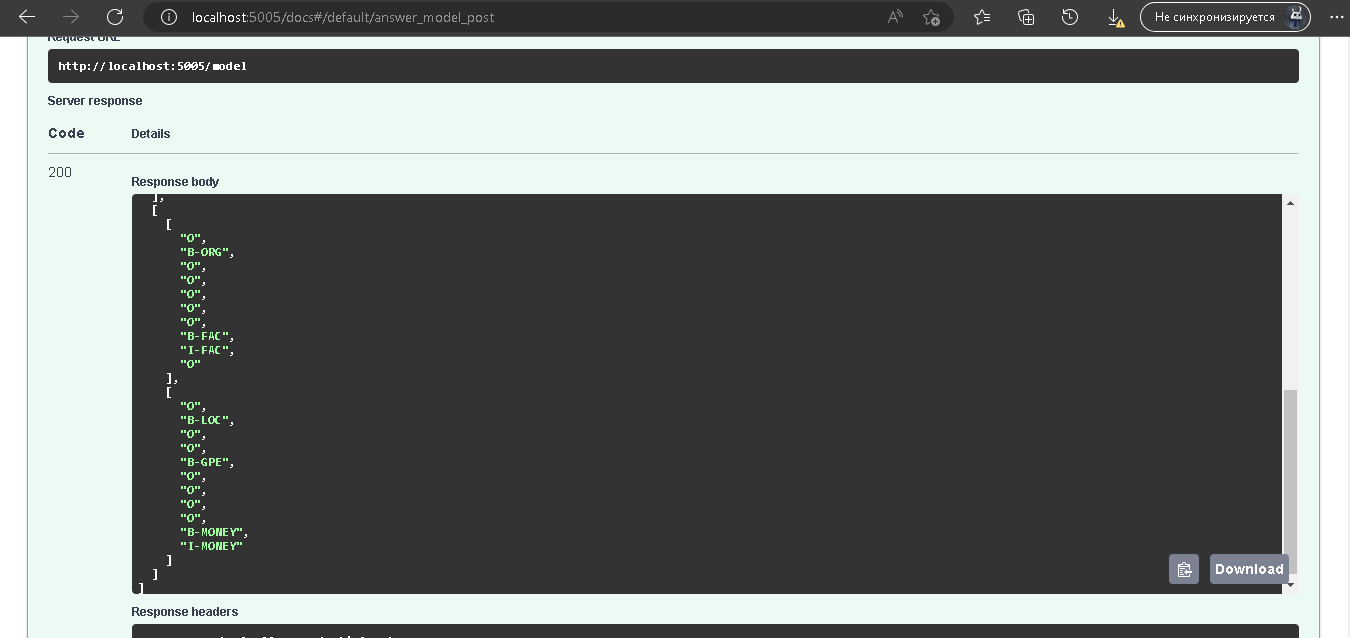 localhost:5005/docs#/default/answer_model_post
Не синхронизируется
Request URL
http://localhost:5005/model
Server response
Code
Details
200
Response body
],
[
[
"O",
"B-ORG",
"O",
"O",
"O",
"O",
"O",
"B-FAC",
"I-FAC",
"O"
],
[
"O",
"B-LOC",
"O",
"O",
"B-GPE",
"O",
"O",
"O",
"O",
"B-MONEY",
"I-MONEY"
]
]
]
Download
Response headers